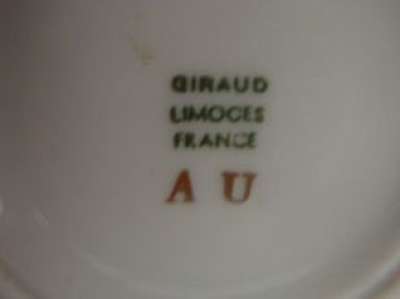 GIRAUD
LIMOGES
FRANCE
A U